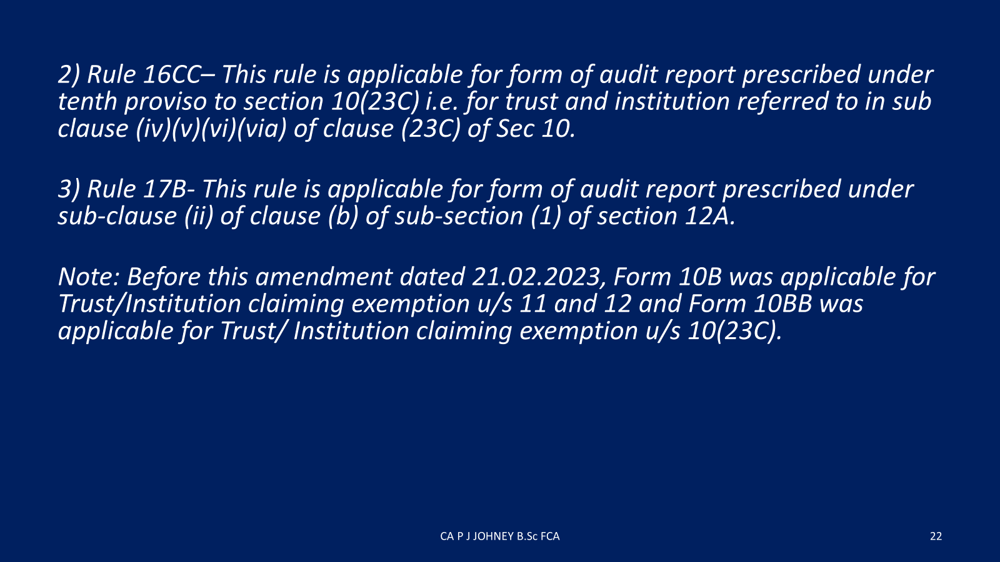 2) Rule 16CC– This rule is applicable for form of audit report prescribed under
tenth proviso to section 10(23C) i.e. for trust and institution referred to in sub
clause (iv)(v)(vi)(via) of clause (23C) of Sec 10.
3) Rule 17B- This rule is applicable for form of audit report prescribed under
sub-clause (ii) of clause (b) of sub-section (1) of section 12A.
Note: Before this amendment dated 21.02.2023, Form 10B was applicable for
Trust/Institution claiming exemption u/s 11 and 12 and Form 10BB was
applicable for Trust/ Institution claiming exemption u/s 10(23C).
CA P J JOHNEY B.Sc FCA
22